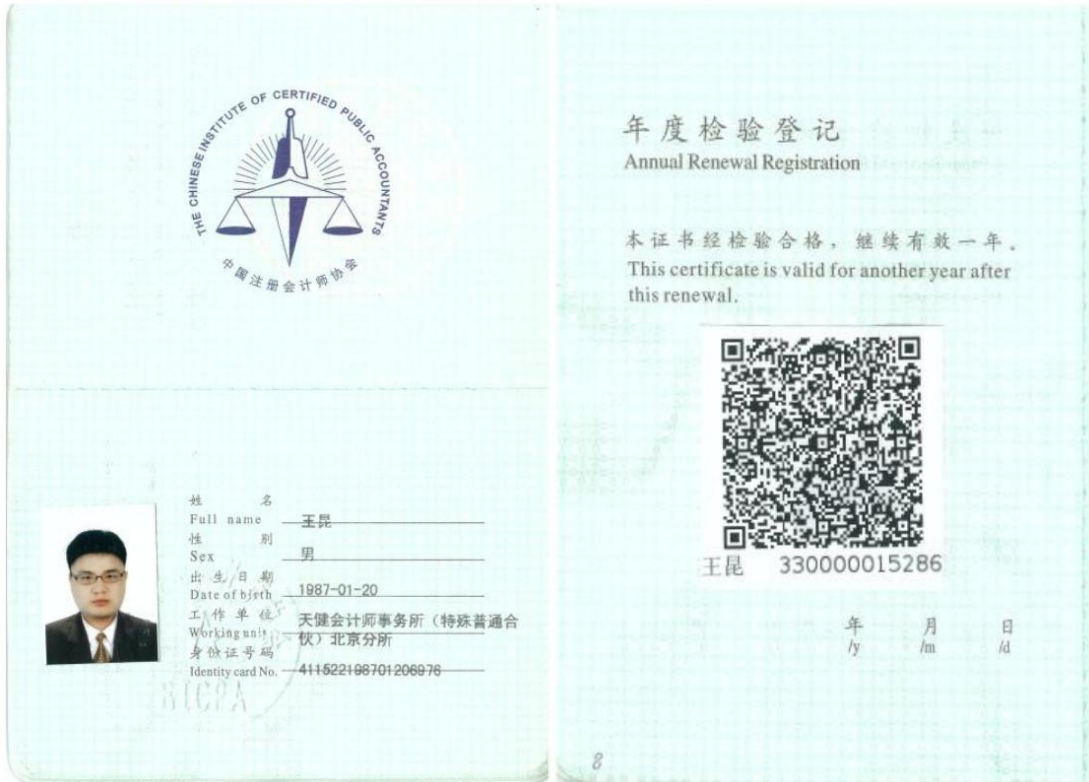 THE CHINESE INSTITUTE OF CERTIFIED PUBLIC ACCOUNTANTS
中国注册会计师协会
姓 名
Full name 王昆
性 别
Sex 男
出生日期
Date of birth 1987-01-20
工作单位
Working unit 天健会计师事务所（特殊普通合
伙）北京分所
身份证号码
Identity card No. 411522198701206976
BICPA
年度检验登记
Annual Renewal Registration
本证书经检验合格，继续有效一年。
This certificate is valid for another year after
this renewal.
王昆 330000015286
年 月 日
/y /m /d
8